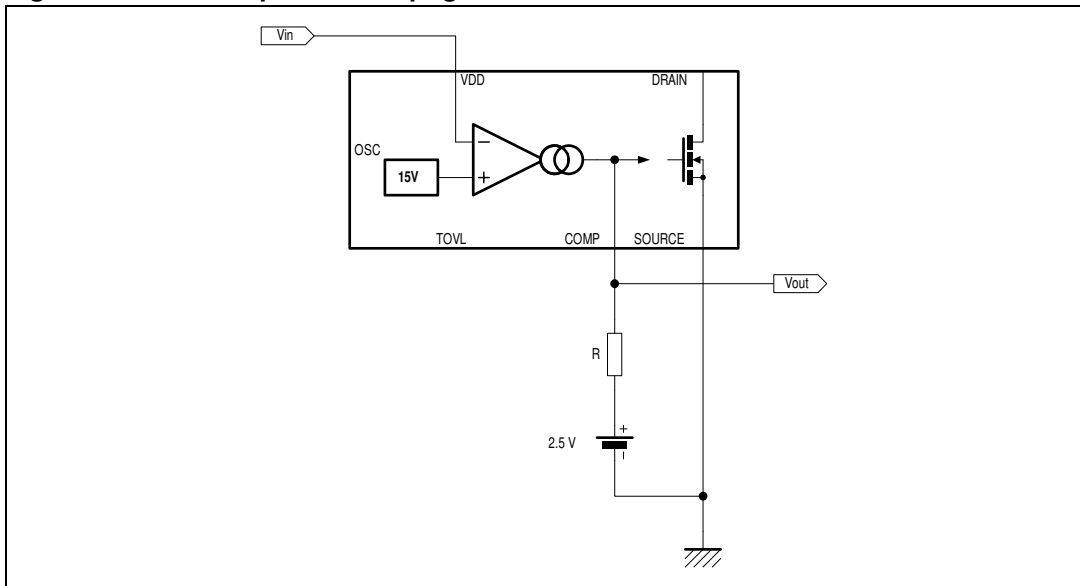 Vin
VDD
DRAIN
−
OSC
15V
+
TOVL
COMP
SOURCE
Vout
R
+
2.5 V
−